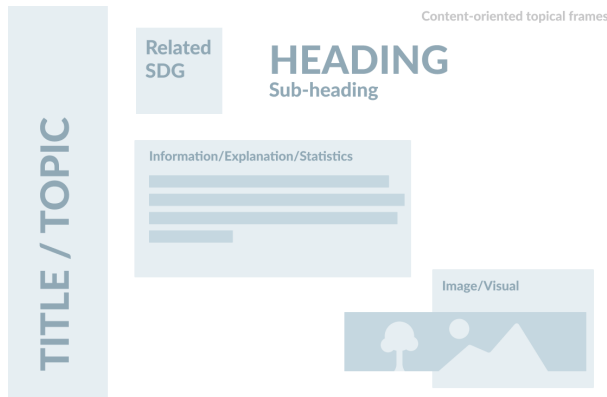 Content-oriented topical frames
TITLE / TOPIC
Related
SDG
HEADING
Sub-heading
Information/Explanation/Statistics
Image/Visual